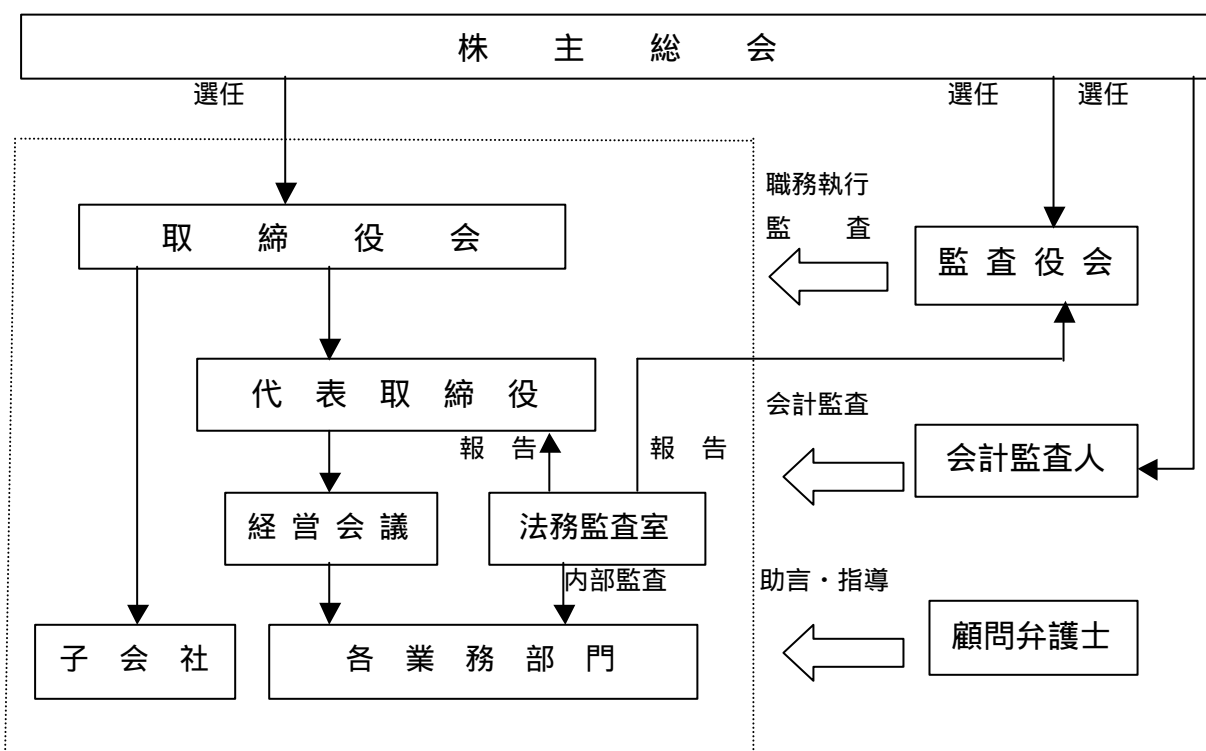 株主総会
選任
選任
選任
職務執行
監査
取締役会
監査役会
代表取締役
会計監査
報告
報告
会計監査人
経営会議
法務監査室
内部監査
助言・指導
顧問弁護士
子会社
各業務部門